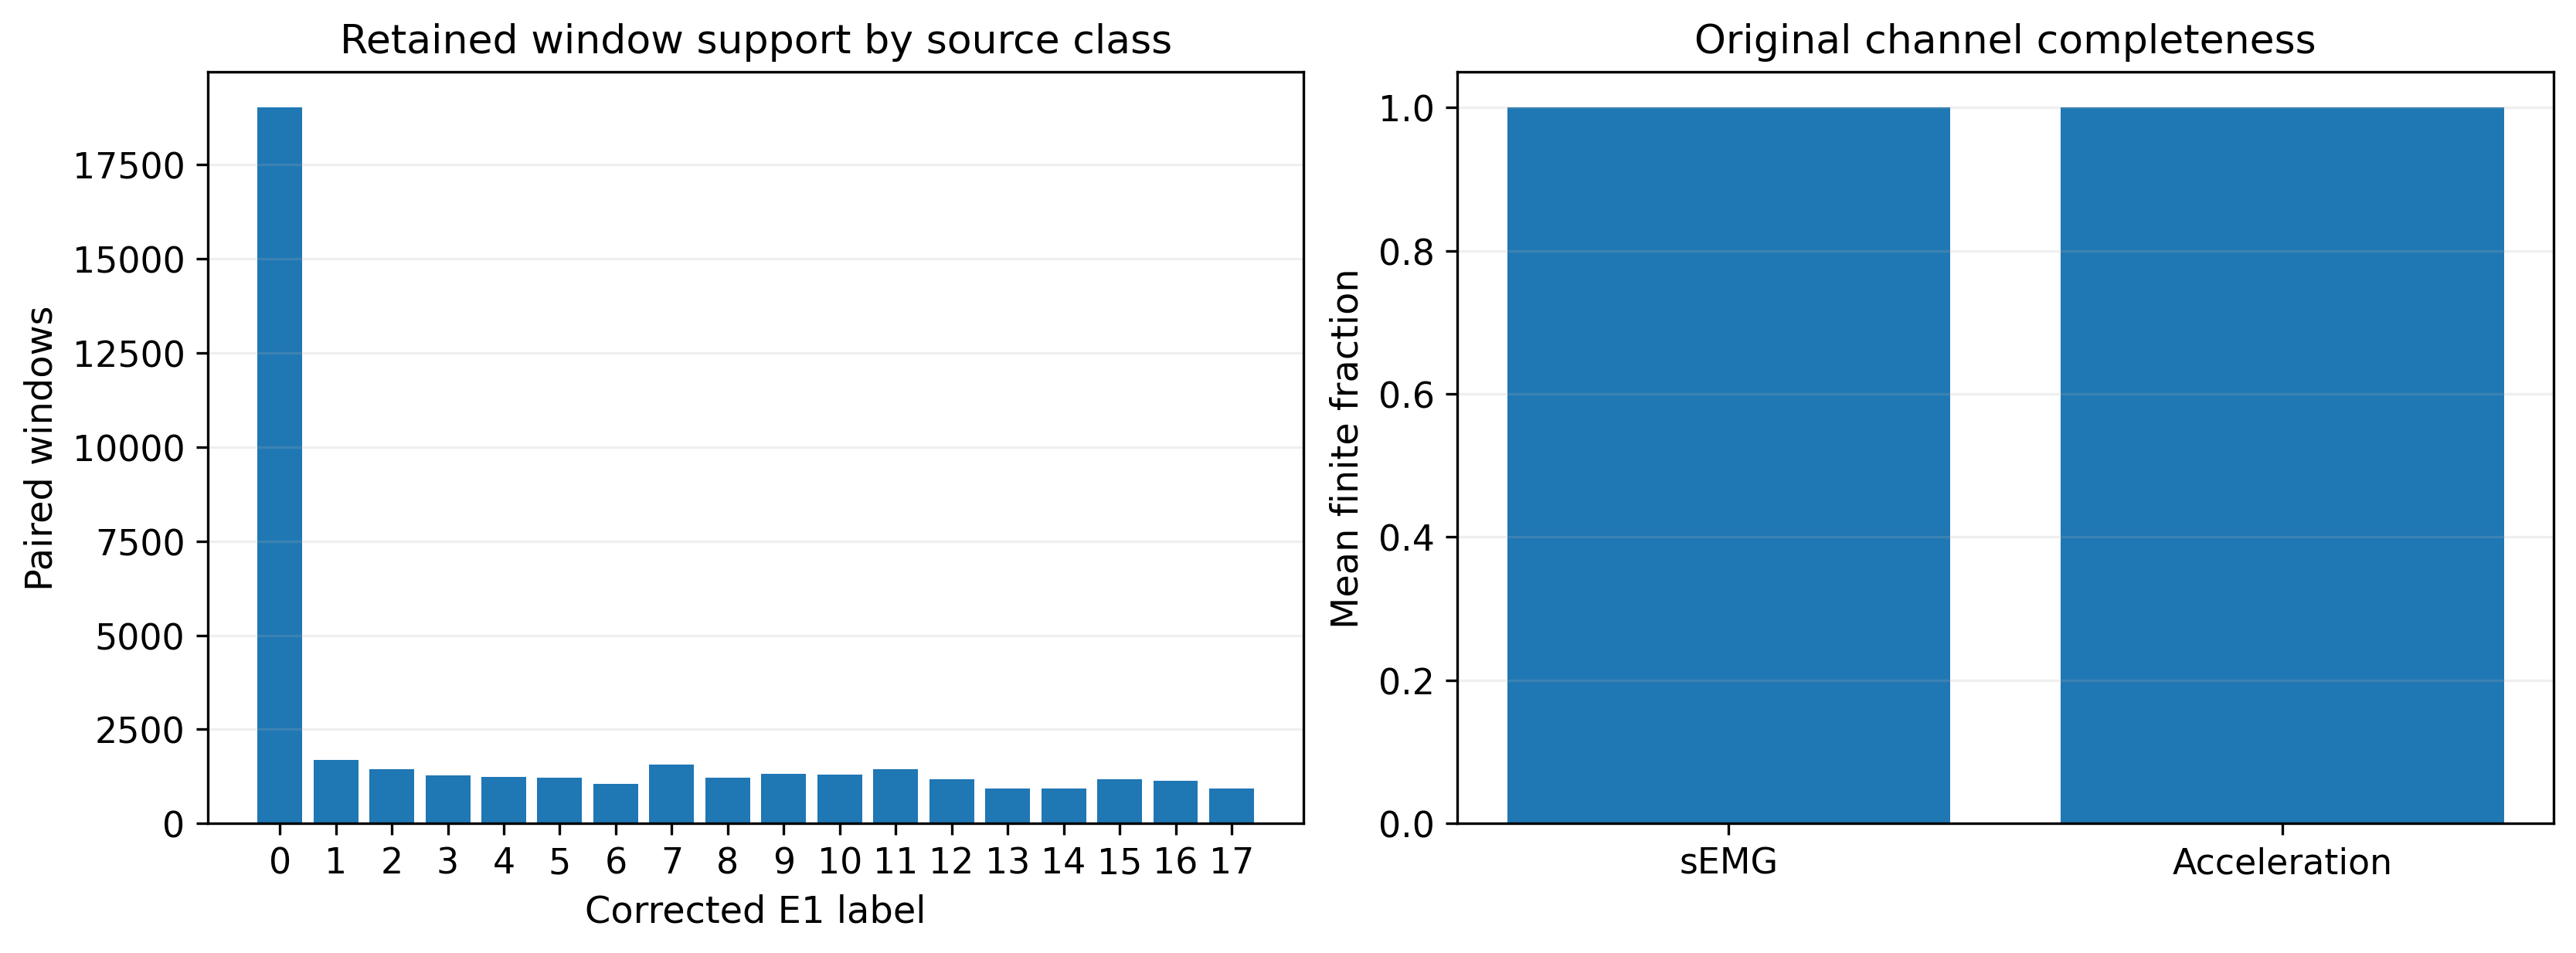 Retained window support by source class
Paired windows
17500
15000
12500
10000
7500
5000
2500
0
0 1 2 3 4 5 6 7 8 9 10 11 12 13 14 15 16 17
Corrected E1 label
Original channel completeness
Mean finite fraction
1.0
0.8
0.6
0.4
0.2
0.0
sEMG Acceleration